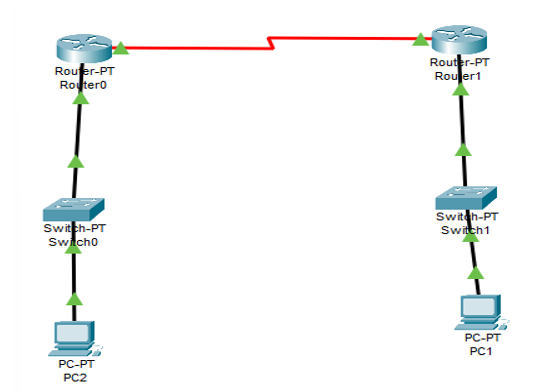 Router-PT
Router0
Router-PT
Router1
Switch-PT
Switch0
Switch-PT
Switch1
PC-PT
PC2
PC-PT
PC1